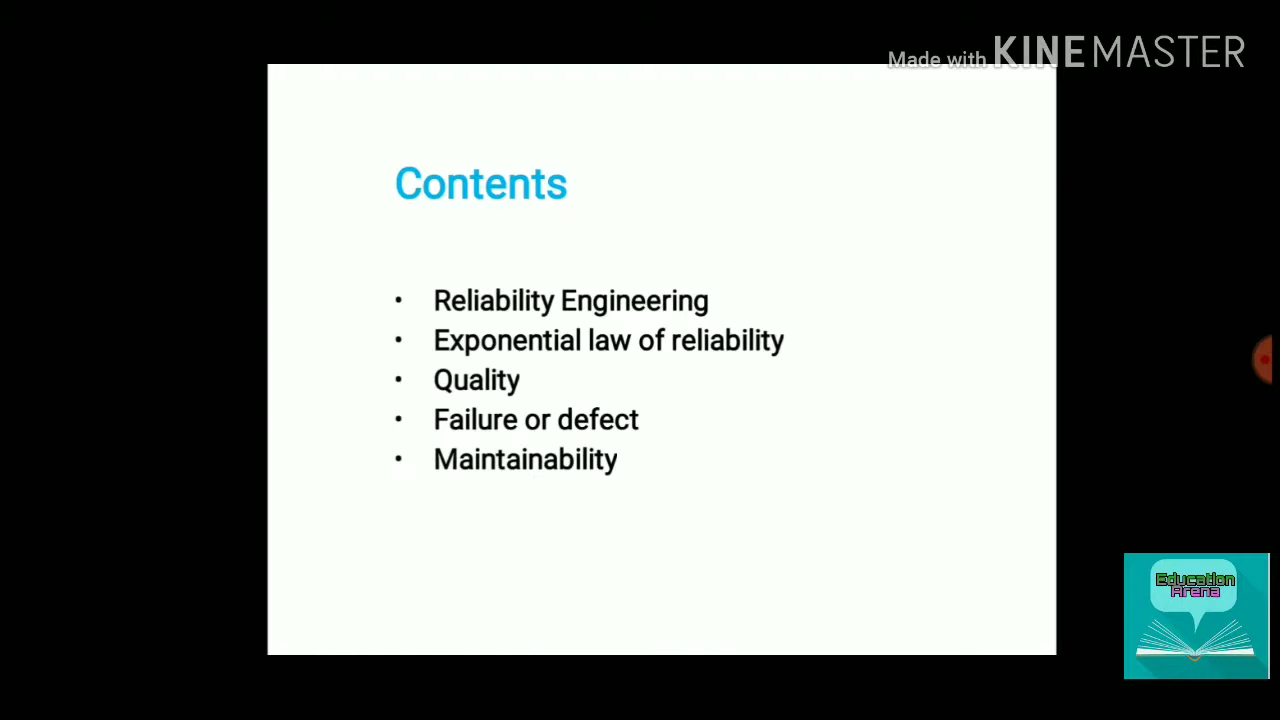 Made with KINEMASTER
Contents
• Reliability Engineering
• Exponential law of reliability
• Quality
• Failure or defect
• Maintainability
Education
Arena